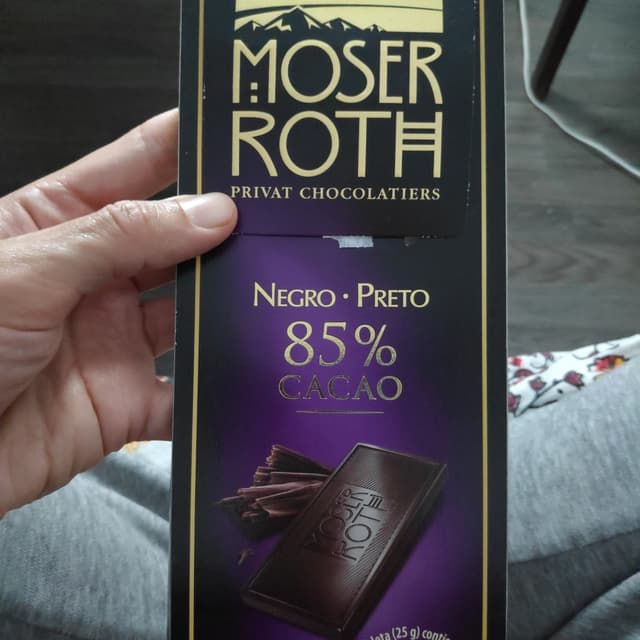 MOSER
ROTH
PRIVAT CHOCOLATIERS
NEGRO · PRETO
85%
CACAO
MOSER
ROTH
(25 g)